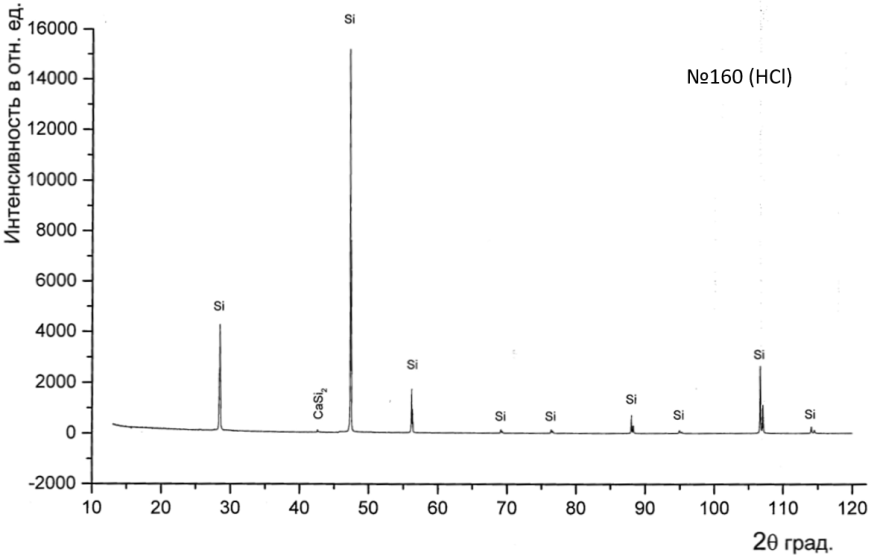 Интенсивность в отн. ед.
16000
14000
12000
10000
8000
6000
4000
2000
0
-2000
Si
CaSi2
Si
Si
Si
Si
Si
Si
Si
Si
№160 (HCl)
10 20 30 40 50 60 70 80 90 100 110 120
2θ град.